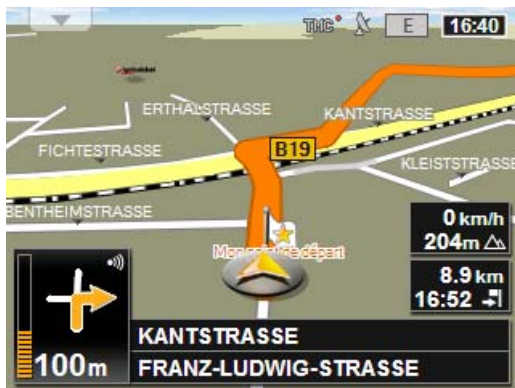 TMC E 16:40
ERTHALSTRASSE
KANTSTRASSE
B19
FICHTESTRASSE
KLEISTSTRASSE
BENTHEIMSTRASSE
0 km/h
204m
Mon point de départ
8.9 km
16:52
100m
KANTSTRASSE
FRANZ-LUDWIG-STRASSE